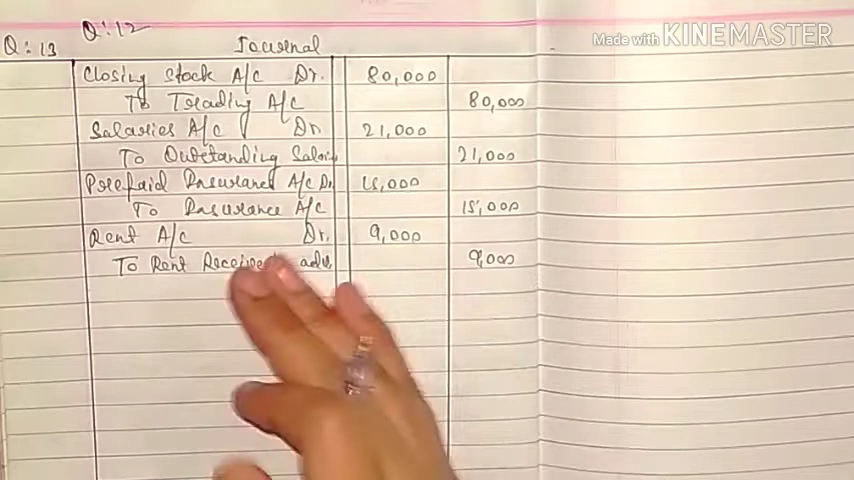 Q:12
Q:13
Journal
Made with KINEMASTER
Closing Stock A/c Dr. 80,000
To Trading A/c 80,000
Salaries A/c Dr. 21,000
To Outstanding Salari 21,000
Prepaid Insurance A/c Dr. 15,000
To Insurance A/c 15,000
Rent A/c Dr. 9,000
To Rent Received adv. 9,000